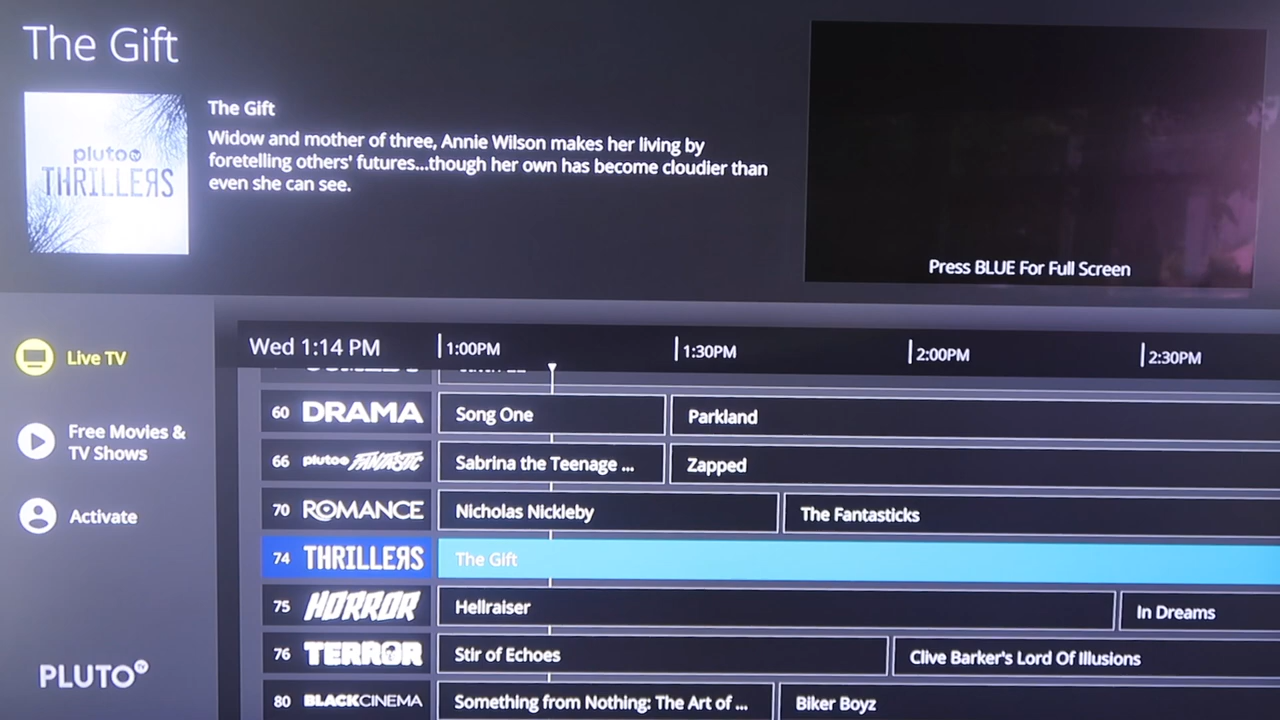 The Gift
pluto tv
THRILLERS
The Gift
Widow and mother of three, Annie Wilson makes her living by
foretelling others' futures...though her own has become cloudier than
even she can see.
Press BLUE For Full Screen
Live TV
Free Movies &
TV Shows
Activate
PLUTO tv
Wed 1:14 PM
1:00PM
1:30PM
2:00PM
2:30PM
60 DRAMA Song One Parkland
66 pluto tv FANTASTIC Sabrina the Teenage ... Zapped
70 ROMANCE Nicholas Nickleby The Fantasticks
74 THRILLERS The Gift
75 HORROR Hellraiser In Dreams
76 TERROR Stir of Echoes Clive Barker's Lord Of Illusions
80 BLACKCINEMA Something from Nothing: The Art of ... Biker Boyz